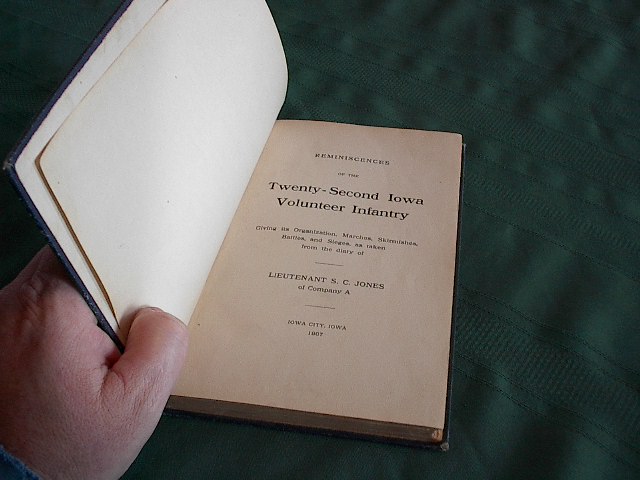 REMINISCENCES
OF THE
Twenty-Second Iowa
Volunteer Infantry
Giving its Organization, Marches, Skirmishes,
Battles, and Sieges, as taken
from the diary of
LIEUTENANT S. C. JONES
of Company A
IOWA CITY, IOWA
1907